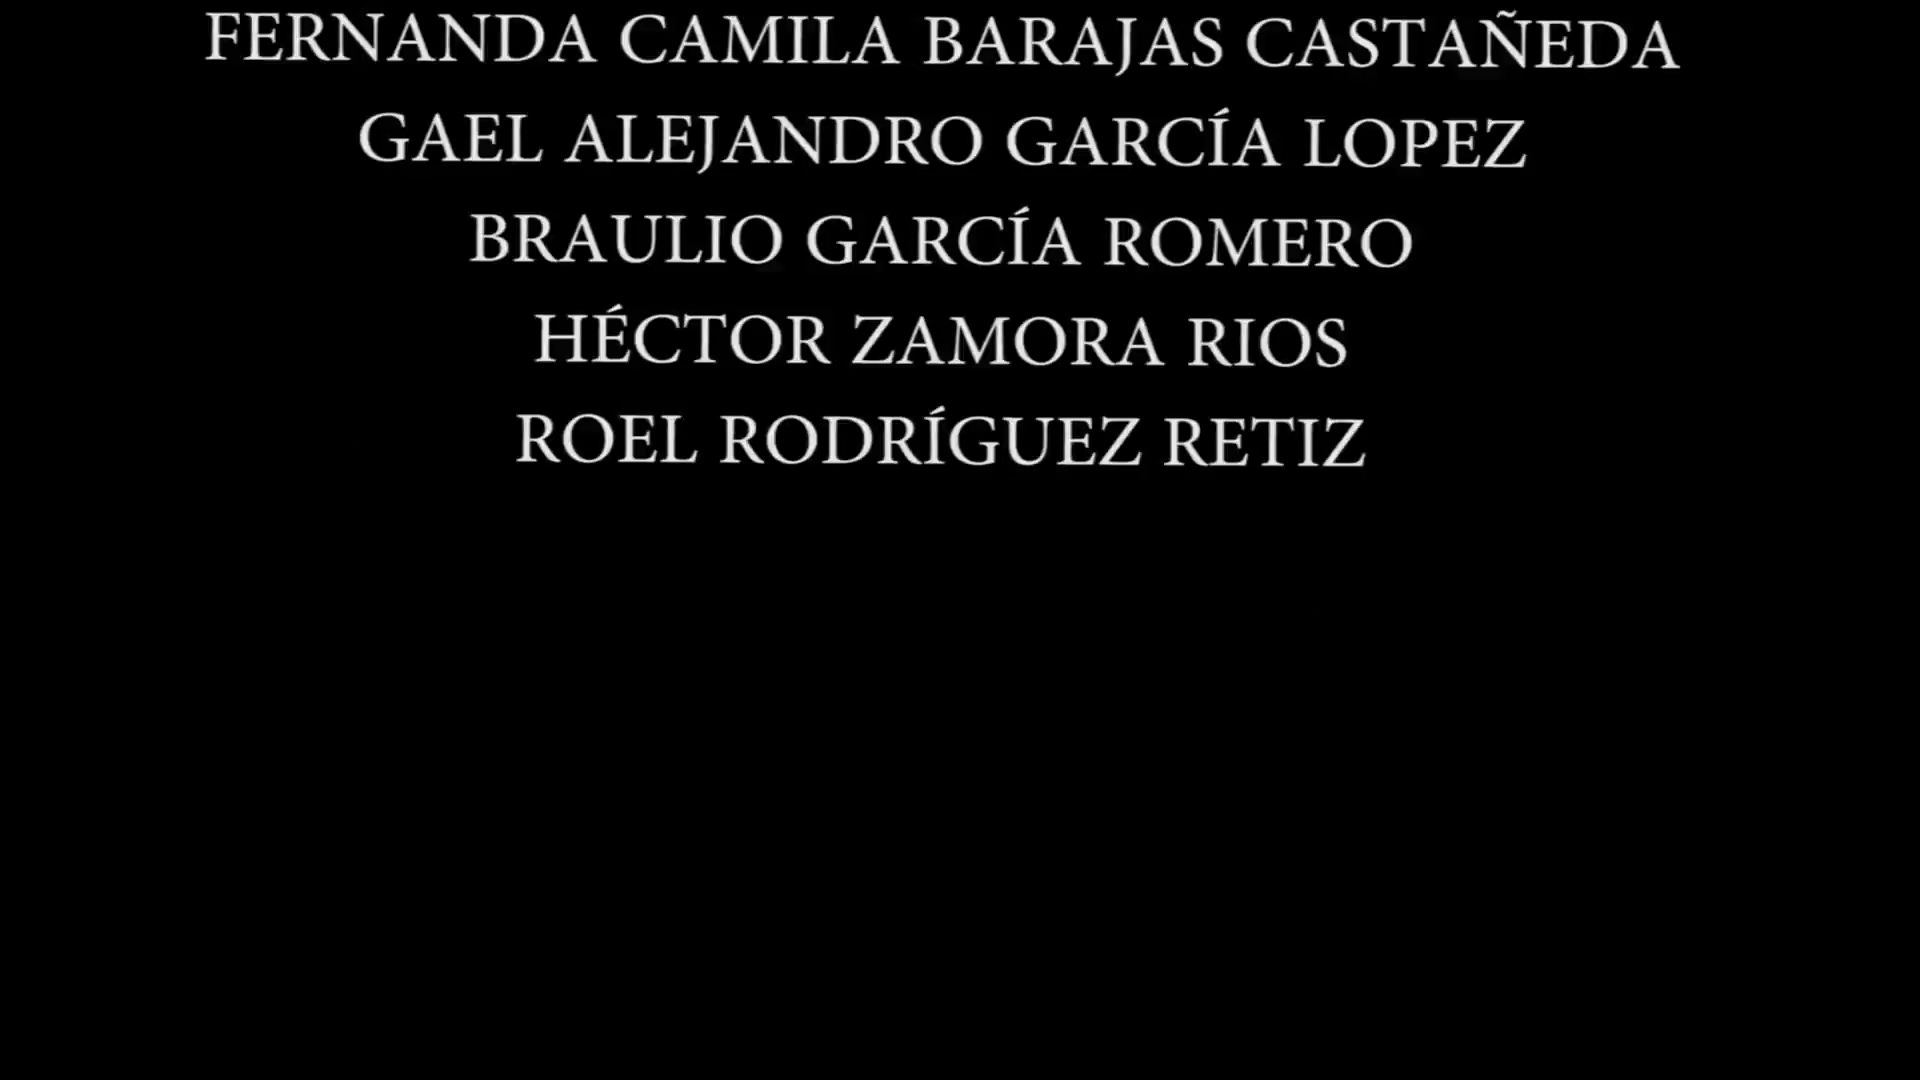 FERNANDA CAMILA BARAJAS CASTAÑEDA
GAEL ALEJANDRO GARCÍA LOPEZ
BRAULIO GARCÍA ROMERO
HÉCTOR ZAMORA RIOS
ROEL RODRÍGUEZ RETIZ